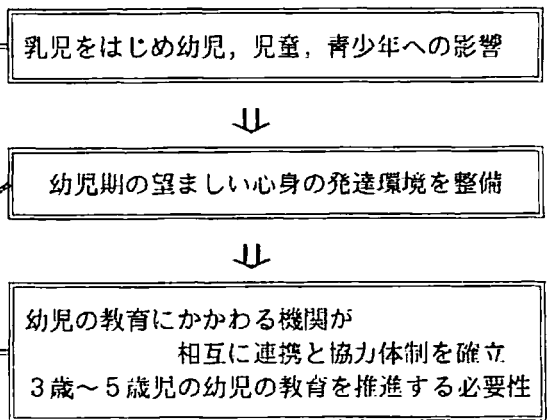 乳児をはじめ幼児，児童，青少年への影響
⇓
幼児期の望ましい心身の発達環境を整備
⇓
幼児の教育にかかわる機関が
相互に連携と協力体制を確立
３歳～５歳児の幼児の教育を推進する必要性